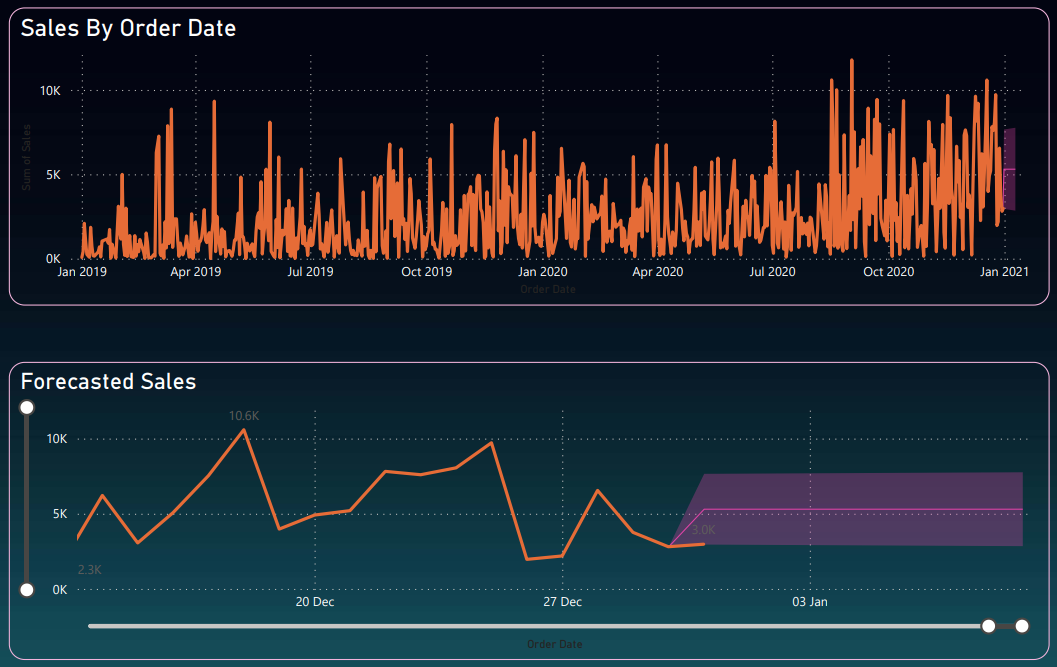 Sales By Order Date
10K
5K
0K
Sum of Sales
Jan 2019 Apr 2019 Jul 2019 Oct 2019 Jan 2020 Apr 2020 Jul 2020 Oct 2020 Jan 2021
Order Date
Forecasted Sales
10.6K
10K
5K
3.0K
2.3K
0K
20 Dec 27 Dec 03 Jan
Order Date